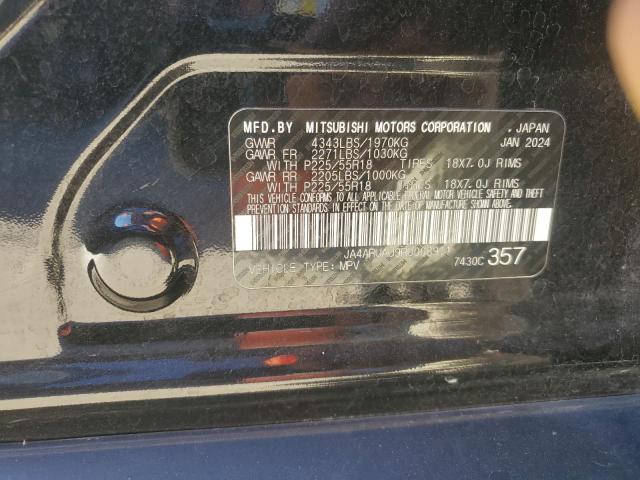 MFD.BY MITSUBISHI MOTORS CORPORATION . JAPAN
GVWR 4343LBS/1970KG JAN 2024
GAWR FR 2271LBS/1030KG
WITH P225/55R18 TIRES 18X7.0J RIMS
GAWR RR 2205LBS/1000KG
WITH P225/55R18 18X7.0J RIMS
THIS VEHICLE CONFORMS TO ALL APPLICABLE FEDERAL MOTOR VEHICLE SAFETY AND THEFT
PREVENTION STANDARDS IN EFFECT ON THE DATE OF MANUFACTURE SHOWN ABOVE.
VEHICLE TYPE: MPV 7430C 357